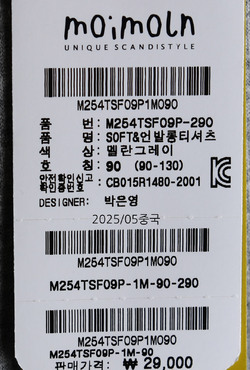 moimoln
UNIQUE SCANDISTYLE
M254TSF09P1M090
품 번: M254TSF09P-290
품 명: SOFT&언발롱티셔츠
색 상: 멜란그레이
호 칭: 90 (90-130)
안전확인신고
확인증번호 : CB015R1480-2001
DESIGNER: 박은영
2025/05중국
M254TSF09P1M090
M254TSF09P-1M-90-290
M254TSF09P1M090
M254TSF09P-1M-90
판매가격: ₩ 29,000